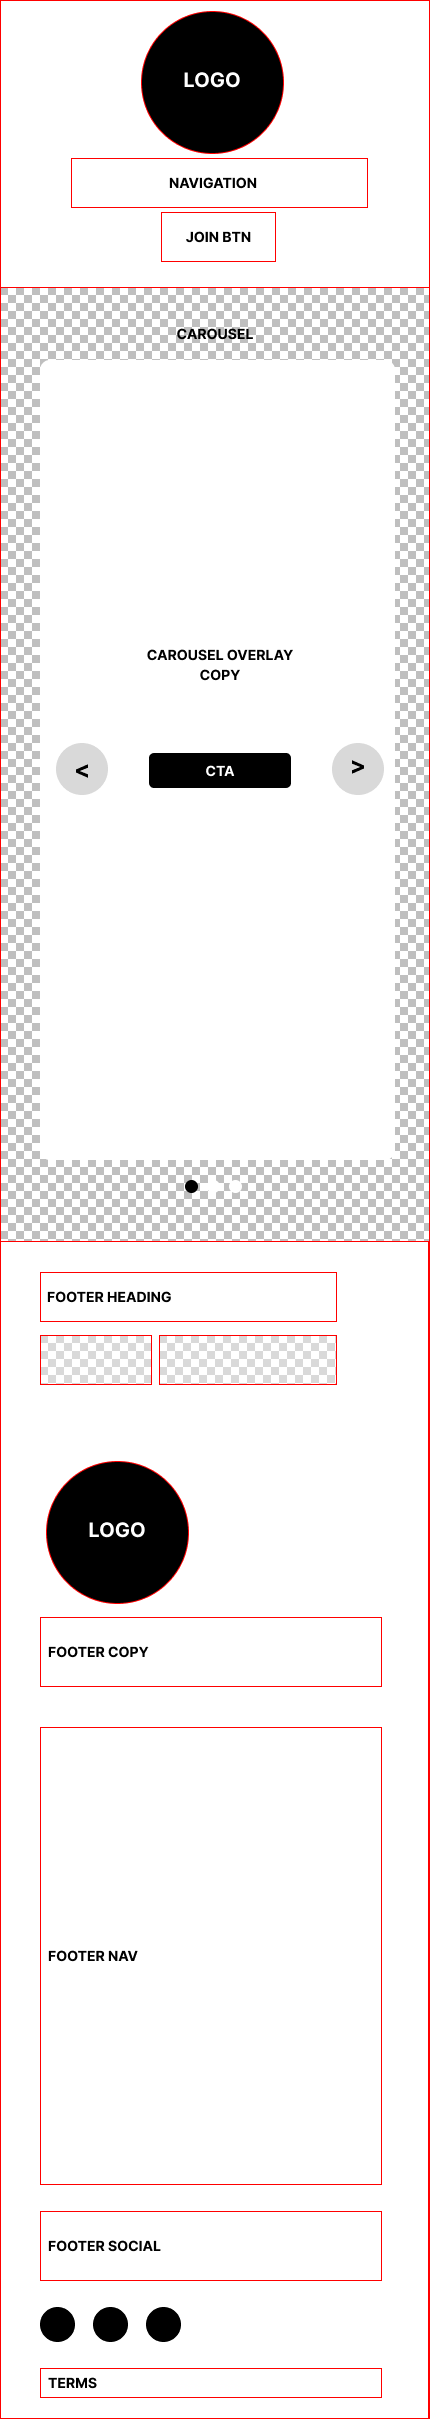 LOGO
NAVIGATION
JOIN BTN
CAROUSEL
CAROUSEL OVERLAY
COPY
< CTA >
FOOTER HEADING
LOGO
FOOTER COPY
FOOTER NAV
FOOTER SOCIAL
TERMS